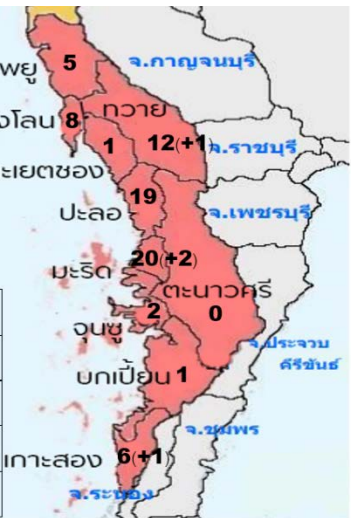 พยู
5
จ.กาญจนบุรี
งโลน
8
ทวาย
1
12(+1)
จ.ราชบุรี
ะเยตชอง
19
ปะลอ
จ.เพชรบุรี
20(+2)
มะริด
ตะนาวศรี
2
0
จุนซู
จ.ประจวบ
คีรีขันธ์
บกเปี้ยน
1
จ.ชุมพร
เกาะสอง
6(+1)
จ.ระนอง